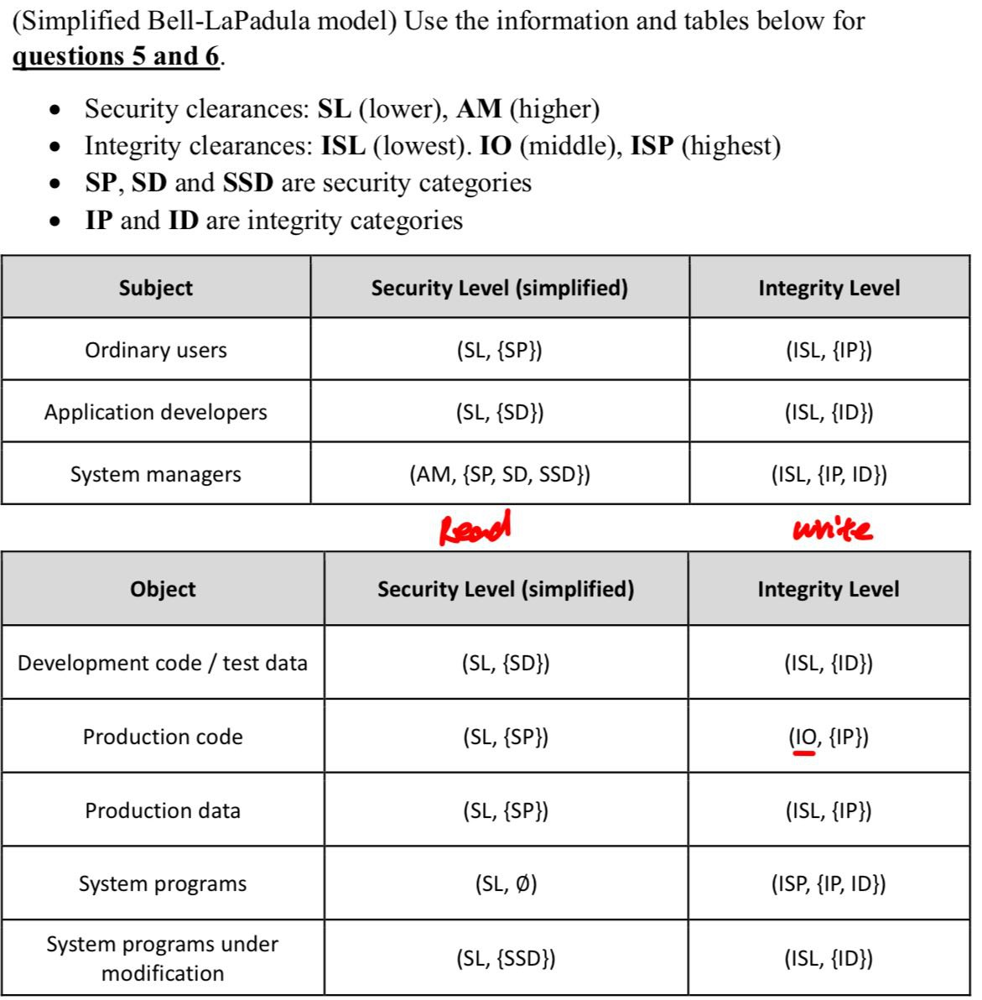 (Simplified Bell-LaPadula model) Use the information and tables below for
questions 5 and 6.
• Security clearances: SL (lower), AM (higher)
• Integrity clearances: ISL (lowest). IO (middle), ISP (highest)
• SP, SD and SSD are security categories
• IP and ID are integrity categories
Subject Security Level (simplified) Integrity Level
Ordinary users (SL, {SP}) (ISL, {IP})
Application developers (SL, {SD}) (ISL, {ID})
System managers (AM, {SP, SD, SSD}) (ISL, {IP, ID})
Read write
Object Security Level (simplified) Integrity Level
Development code / test data (SL, {SD}) (ISL, {ID})
Production code (SL, {SP}) (IO, {IP})
Production data (SL, {SP}) (ISL, {IP})
System programs (SL, Ø) (ISP, {IP, ID})
System programs under
modification (SL, {SSD}) (ISL, {ID})